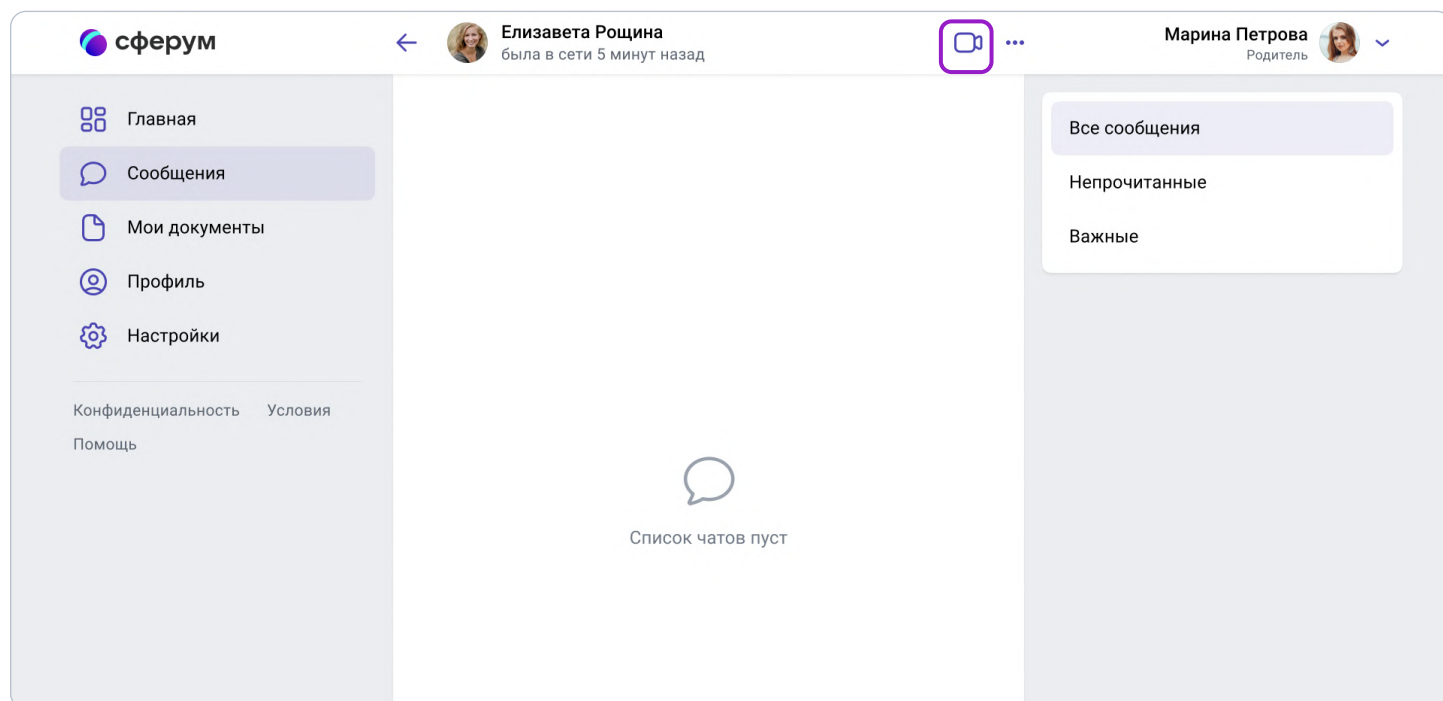 сферум
Елизавета Рощина
была в сети 5 минут назад
Марина Петрова
Родитель
Главная
Сообщения
Мои документы
Профиль
Настройки
Конфиденциальность Условия
Помощь
Список чатов пуст
Все сообщения
Непрочитанные
Важные